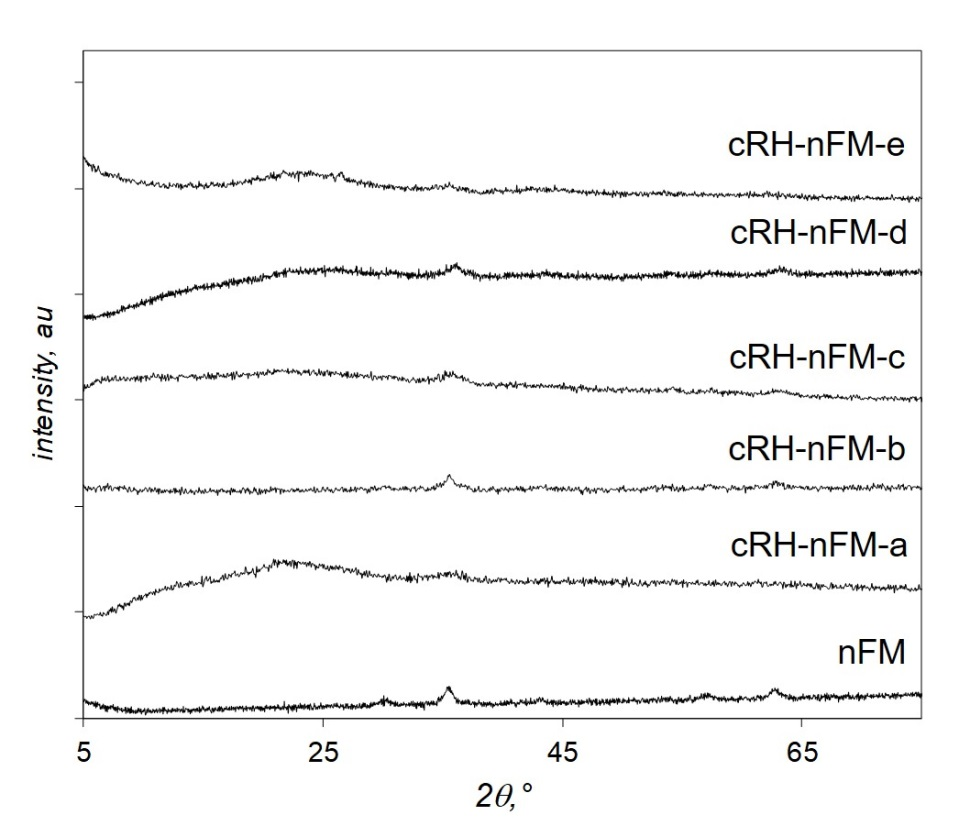 cRH-nFM-e
cRH-nFM-d
cRH-nFM-c
cRH-nFM-b
cRH-nFM-a
nFM
intensity, au
5 25 45 65
2θ,°